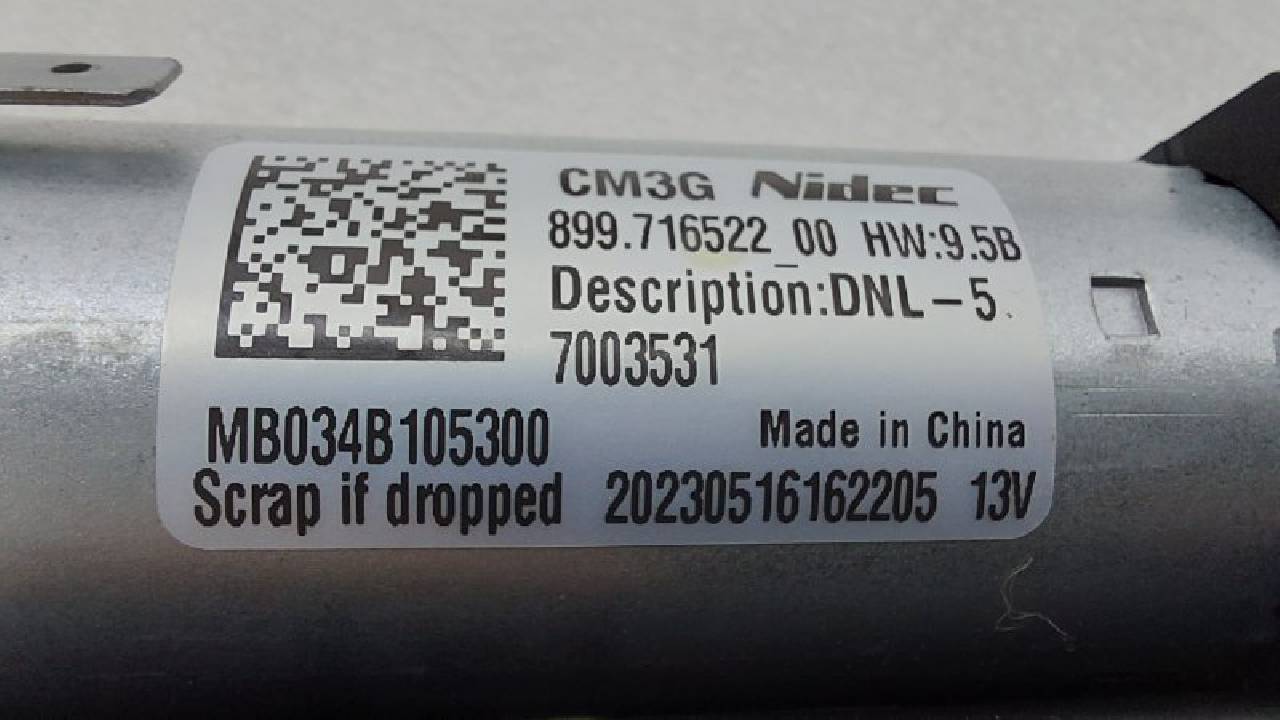 CM3G Nidec
899.716522_00 HW:9.5B
Description:DNL-5.
7003531
MB034B105300 Made in China
Scrap if dropped 20230516162205 13V